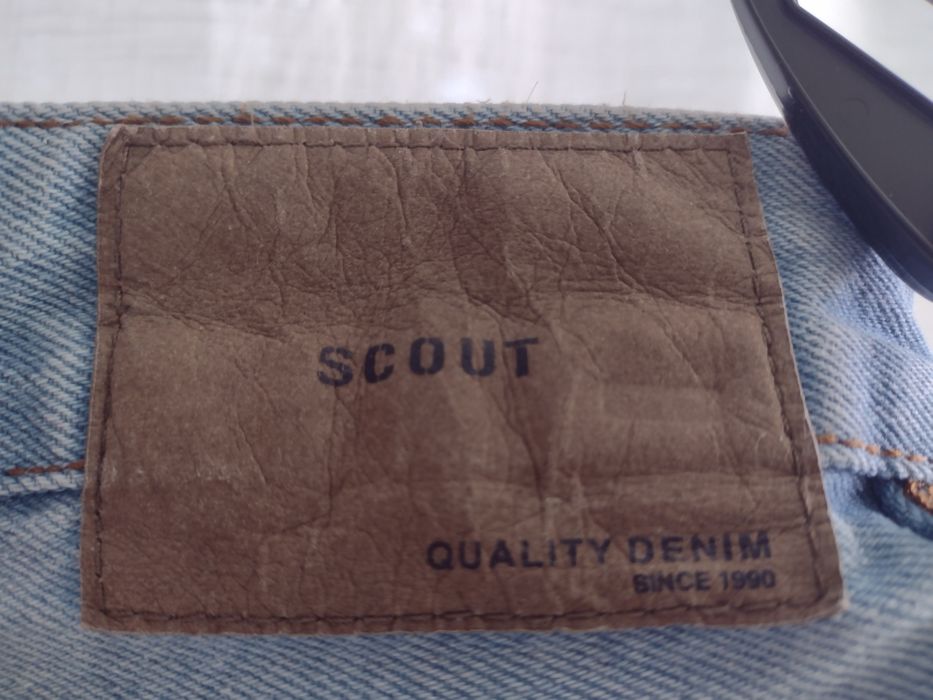 SCOUT
QUALITY DENIM
SINCE 1990